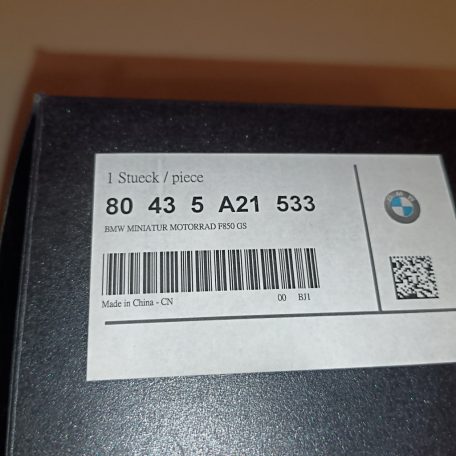 1 Stueck / piece
80 43 5 A21 533
BMW MINIATUR MOTORRAD F850 GS
Made in China - CN 00 BJ1
BMW